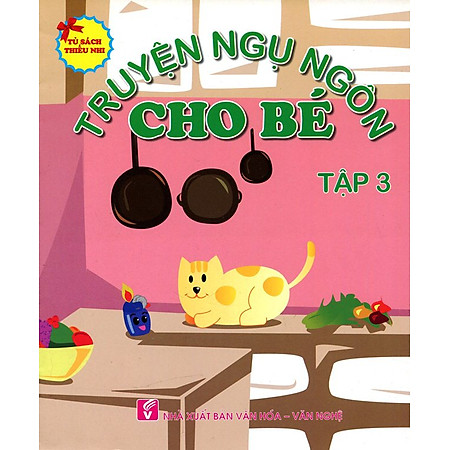 TỦ SÁCH
THIẾU NHI
TRUYỆN NGỤ NGÔN
CHO BÉ
TẬP 3
V
NHÀ XUẤT BẢN VĂN HÓA – VĂN NGHỆ